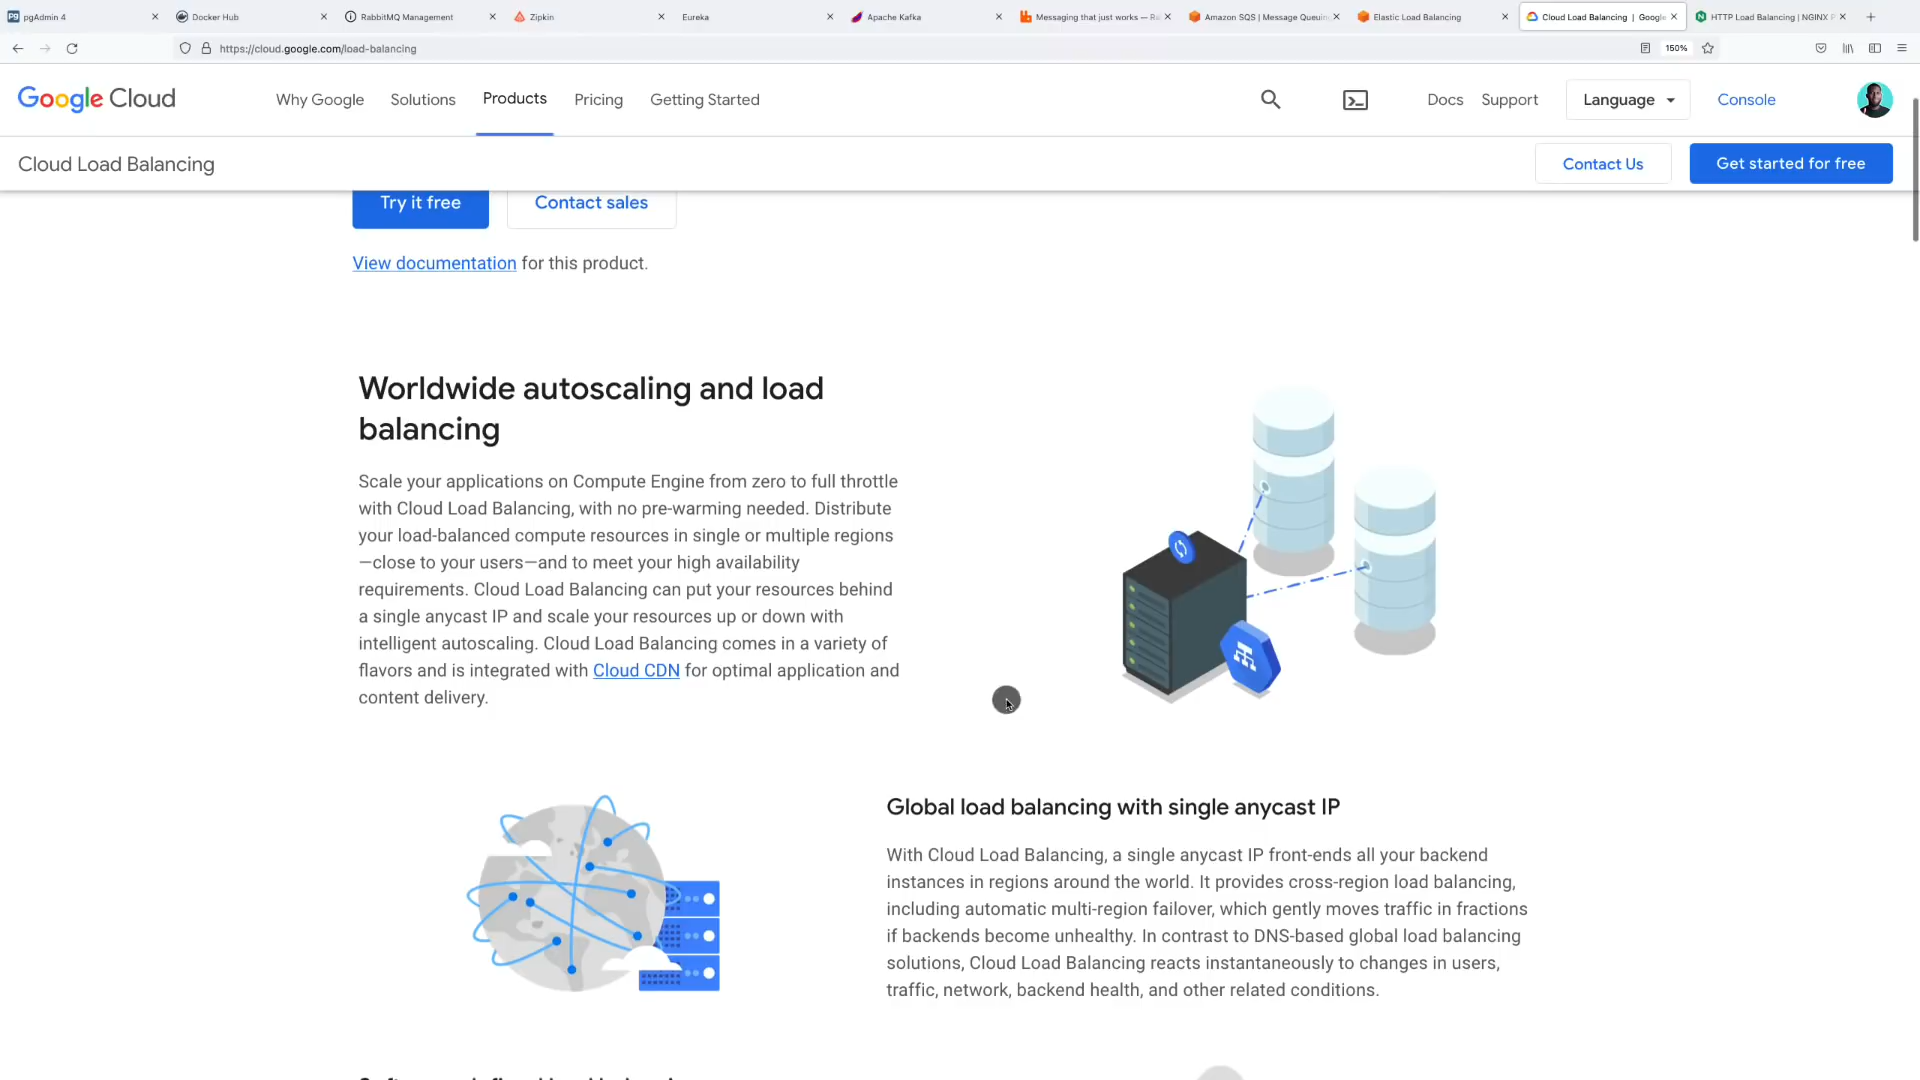 pgAdmin 4
Docker Hub
RabbitMQ Management
Zipkin
Eureka
Apache Kafka
Messaging that just works — Ra
Amazon SQS | Message Queuin
Elastic Load Balancing
Cloud Load Balancing | Google
HTTP Load Balancing | NGINX P
https://cloud.google.com/load-balancing
150%
Google Cloud
Why Google
Solutions
Products
Pricing
Getting Started
Docs
Support
Language
Console
Cloud Load Balancing
Contact Us
Get started for free
Try it free
Contact sales
View documentation for this product.
Worldwide autoscaling and load
balancing
Scale your applications on Compute Engine from zero to full throttle
with Cloud Load Balancing, with no pre-warming needed. Distribute
your load-balanced compute resources in single or multiple regions
—close to your users—and to meet your high availability
requirements. Cloud Load Balancing can put your resources behind
a single anycast IP and scale your resources up or down with
intelligent autoscaling. Cloud Load Balancing comes in a variety of
flavors and is integrated with Cloud CDN for optimal application and
content delivery.
Global load balancing with single anycast IP
With Cloud Load Balancing, a single anycast IP front-ends all your backend
instances in regions around the world. It provides cross-region load balancing,
including automatic multi-region failover, which gently moves traffic in fractions
if backends become unhealthy. In contrast to DNS-based global load balancing
solutions, Cloud Load Balancing reacts instantaneously to changes in users,
traffic, network, backend health, and other related conditions.